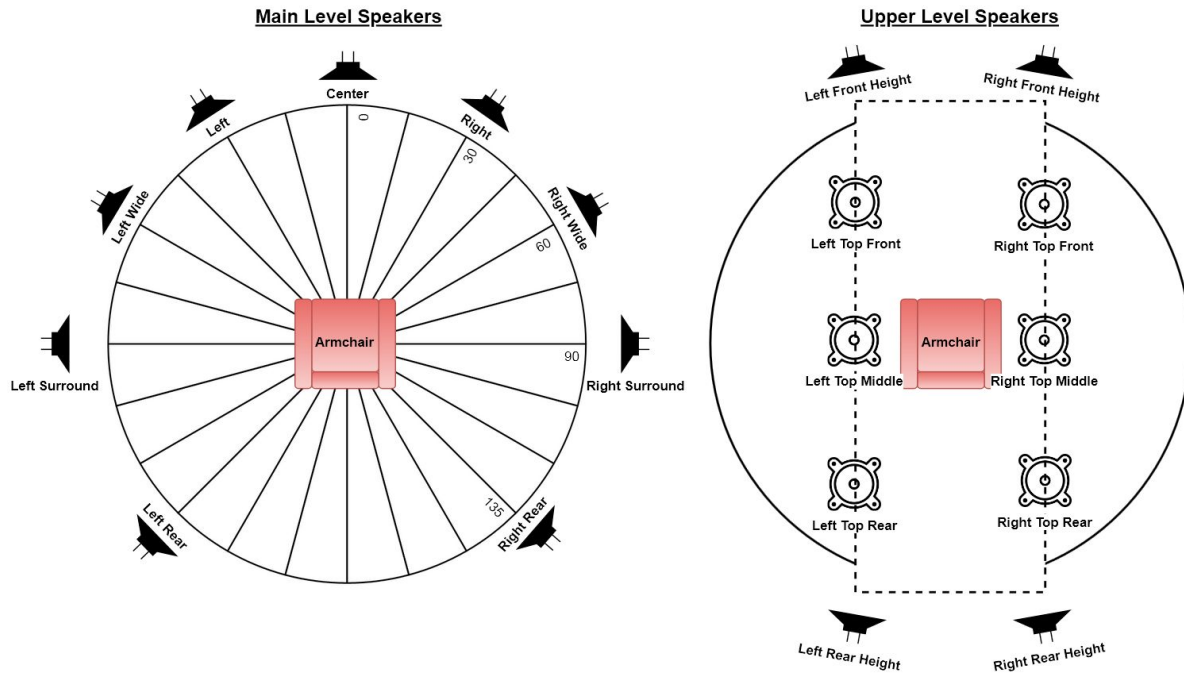 Main Level Speakers
Center
0
Left
Right
30
Left Wide
Right Wide
60
Armchair
90
Left Surround
Right Surround
Left Rear
135
Right Rear
Upper Level Speakers
Left Front Height
Right Front Height
Left Top Front
Right Top Front
Armchair
Left Top Middle
Right Top Middle
Left Top Rear
Right Top Rear
Left Rear Height
Right Rear Height